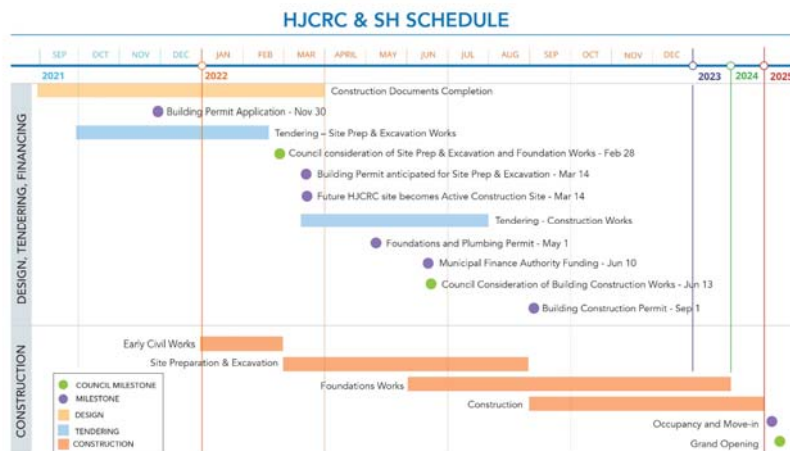 HJCRC & SH SCHEDULE
SEP OCT NOV DEC JAN FEB MAR APRIL MAY JUN JUL AUG SEP OCT NOV DEC
2021 2022 2023 2024 2025
DESIGN, TENDERING, FINANCING
Construction Documents Completion
Building Permit Application - Nov 30
Tendering – Site Prep & Excavation Works
Council consideration of Site Prep & Excavation and Foundation Works - Feb 28
Building Permit anticipated for Site Prep & Excavation - Mar 14
Future HJCRC site becomes Active Construction Site - Mar 14
Tendering - Construction Works
Foundations and Plumbing Permit - May 1
Municipal Finance Authority Funding - Jun 10
Council Consideration of Building Construction Works - Jun 13
Building Construction Permit - Sep 1
CONSTRUCTION
Early Civil Works
Site Preparation & Excavation
Foundations Works
Construction
Occupancy and Move-in
Grand Opening
COUNCIL MILESTONE
MILESTONE
DESIGN
TENDERING
CONSTRUCTION